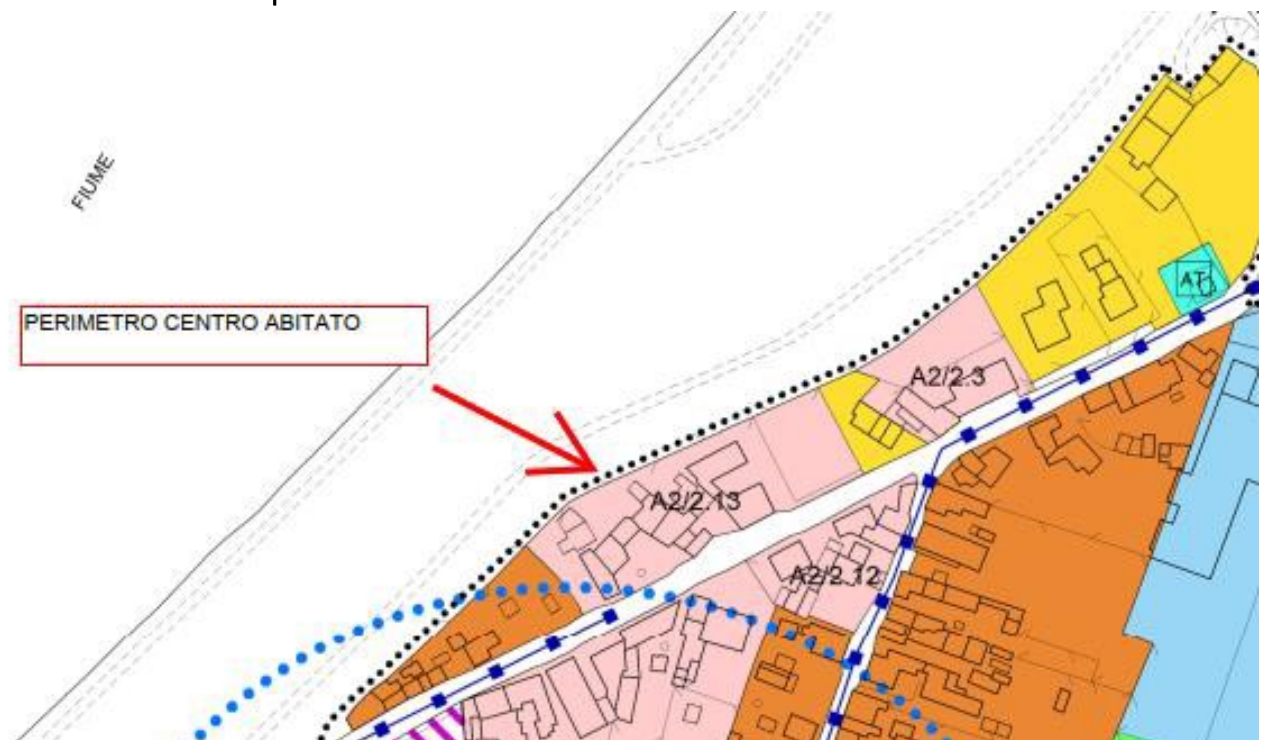 FIUME
PERIMETRO CENTRO ABITATO
AT
A2/2.3
A2/2.13
A2/2.12